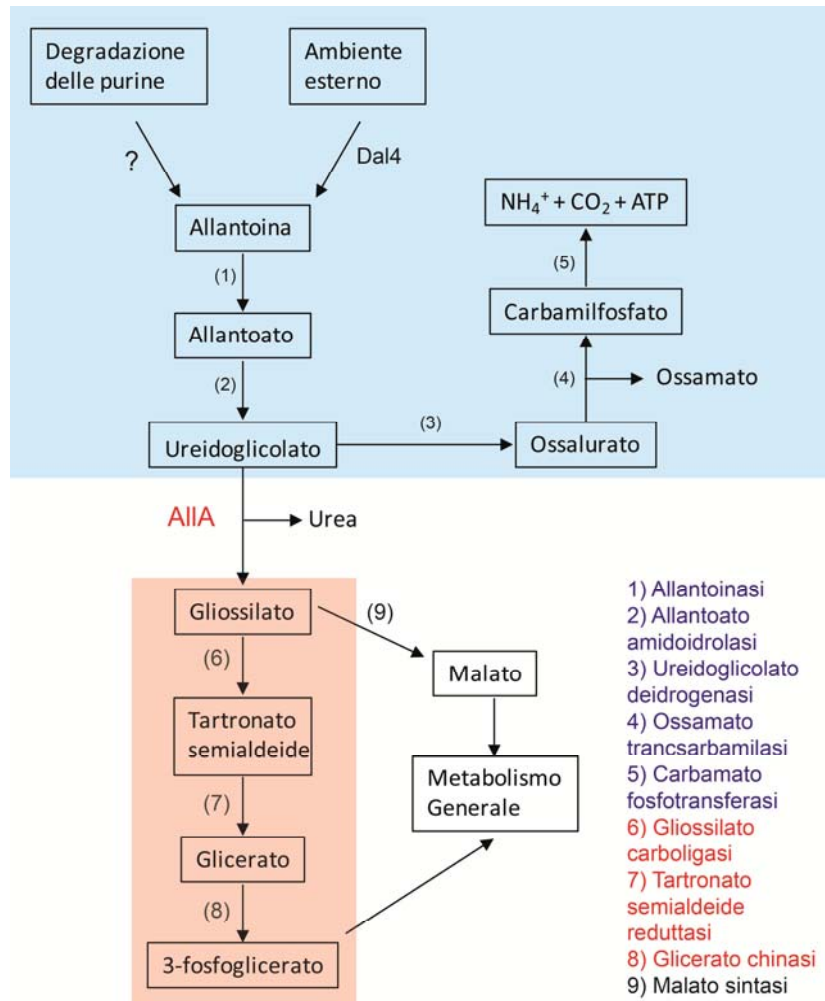 Degradazione
delle purine
Ambiente
esterno
?
Dal4
Allantoina
NH₄⁺ + CO₂ + ATP
(1)
(5)
Allantoato
Carbamilfosfato
(2)
(4)
Ossamato
Ureidoglicolato
(3)
Ossalurato
AllA
Urea
Gliossilato
(9)
(6)
Malato
Tartronato
semialdeide
(7)
Metabolismo
Generale
Glicerato
(8)
3-fosfoglicerato
1) Allantoinasi
2) Allantoato
amidoidrolasi
3) Ureidoglicolato
deidrogenasi
4) Ossamato
trancsarbamilasi
5) Carbamato
fosfotransferasi
6) Gliossilato
carboligasi
7) Tartronato
semialdeide
reduttasi
8) Glicerato chinasi
9) Malato sintasi